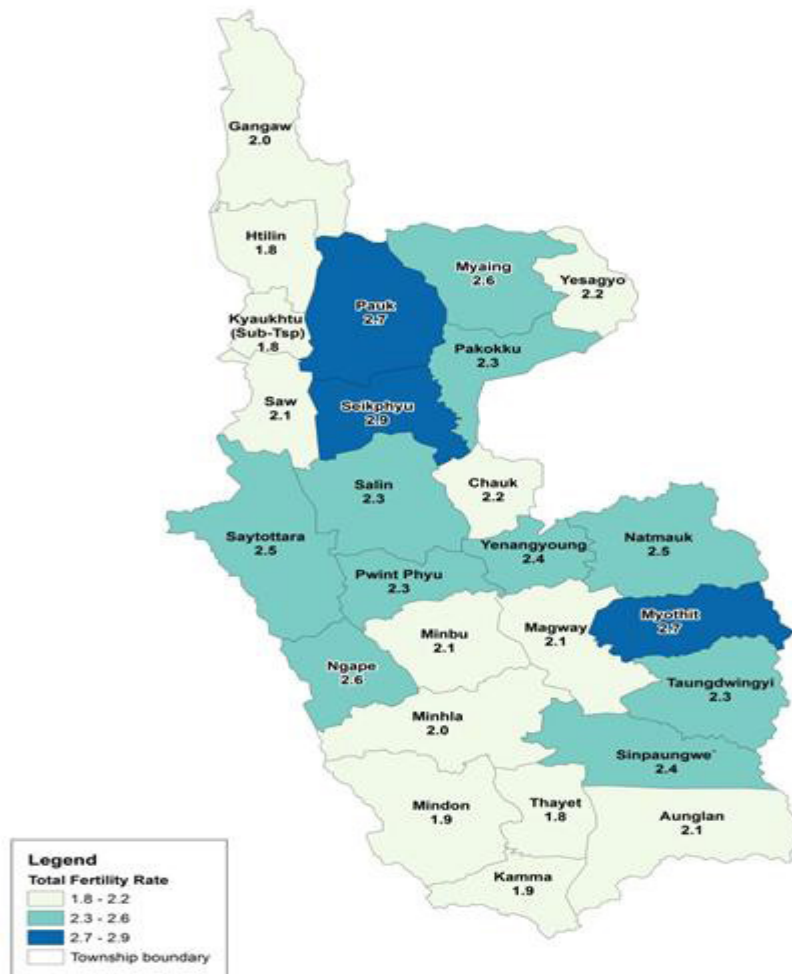 Gangaw
2.0
Htilin
1.8
Myaing
2.6
Yesagyo
2.2
Pauk
2.7
Kyaukhtu
(Sub-Tsp)
1.8
Pakokku
2.3
Saw
2.1
Seikphyu
2.9
Salin
2.3
Chauk
2.2
Saytottara
2.5
Yenangyoung
2.4
Natmauk
2.5
Pwint Phyu
2.3
Myothit
2.7
Minbu
2.1
Magway
2.1
Ngape
2.6
Taungdwingyi
2.3
Minhla
2.0
Sinpaungwe`
2.4
Mindon
1.9
Thayet
1.8
Aunglan
2.1
Kamma
1.9
Legend
Total Fertility Rate
1.8 - 2.2
2.3 - 2.6
2.7 - 2.9
Township boundary